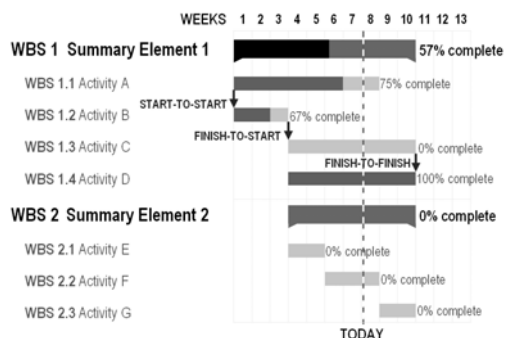 WEEKS 1 2 3 4 5 6 7 8 9 10 11 12 13
WBS 1 Summary Element 1 57% complete
WBS 1.1 Activity A 75% complete
START-TO-START
WBS 1.2 Activity B 67% complete
FINISH-TO-START
WBS 1.3 Activity C 0% complete
FINISH-TO-FINISH
WBS 1.4 Activity D 100% complete
WBS 2 Summary Element 2 0% complete
WBS 2.1 Activity E 0% complete
WBS 2.2 Activity F 0% complete
WBS 2.3 Activity G 0% complete
TODAY